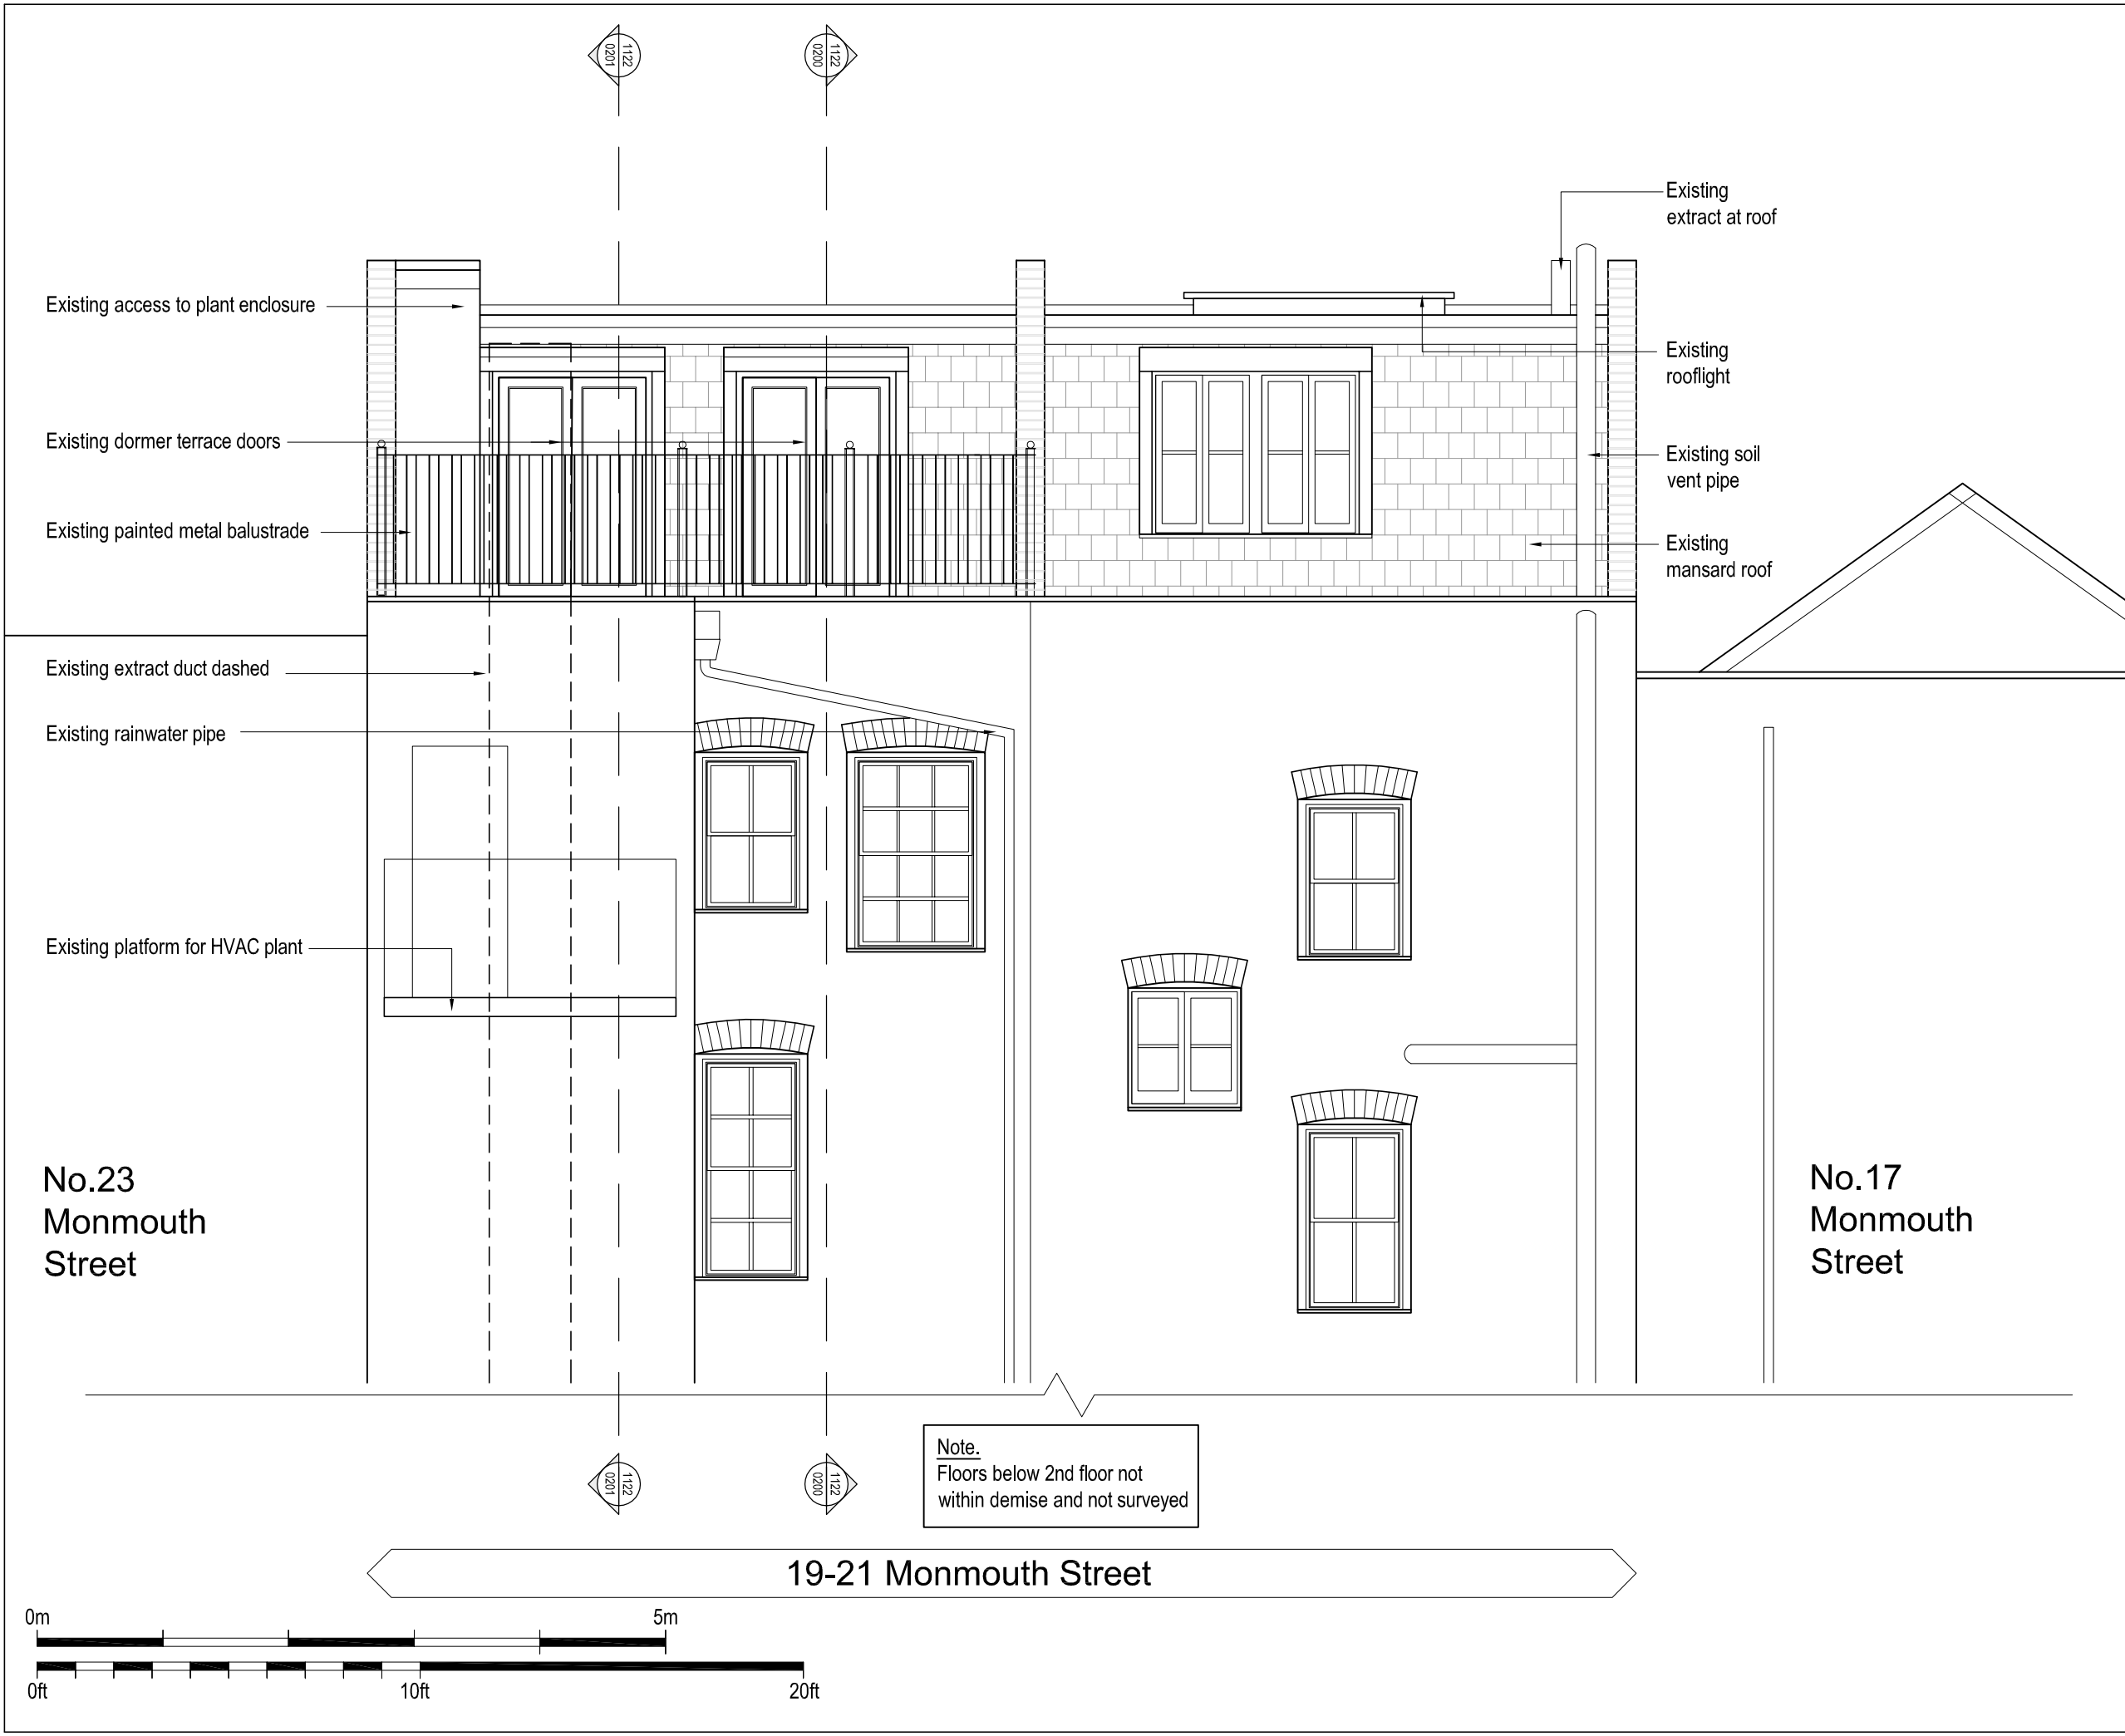 1122
0201
1122
0200
Existing
extract at roof
Existing access to plant enclosure
Existing
rooflight
Existing dormer terrace doors
Existing soil
vent pipe
Existing painted metal balustrade
Existing
mansard roof
Existing extract duct dashed
Existing rainwater pipe
Existing platform for HVAC plant
No.23
Monmouth
Street
No.17
Monmouth
Street
Note.
Floors below 2nd floor not
within demise and not surveyed
1122
0201
1122
0200
19-21 Monmouth Street
0m
5m
0ft
10ft
20ft